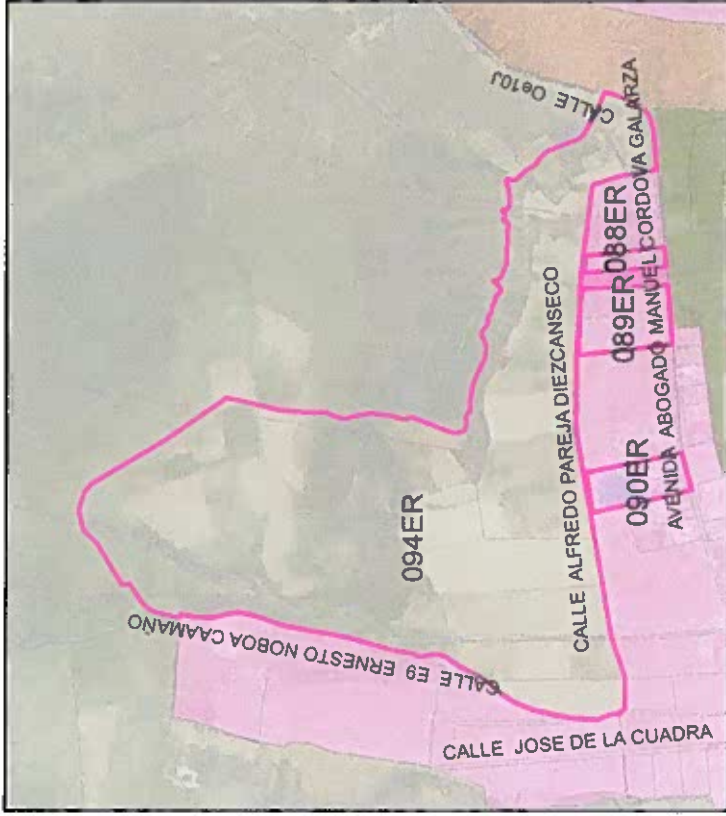 CALLE Oe10J
CALLE ALFREDO PAREJA DIEZCANSECO
088ER
089ER
090ER
AVENIDA ABOGADO MANUEL CORDOVA GALARZA
094ER
CALLE E9 ERNESTO NOBOA CAAMAÑO
CALLE JOSE DE LA CUADRA